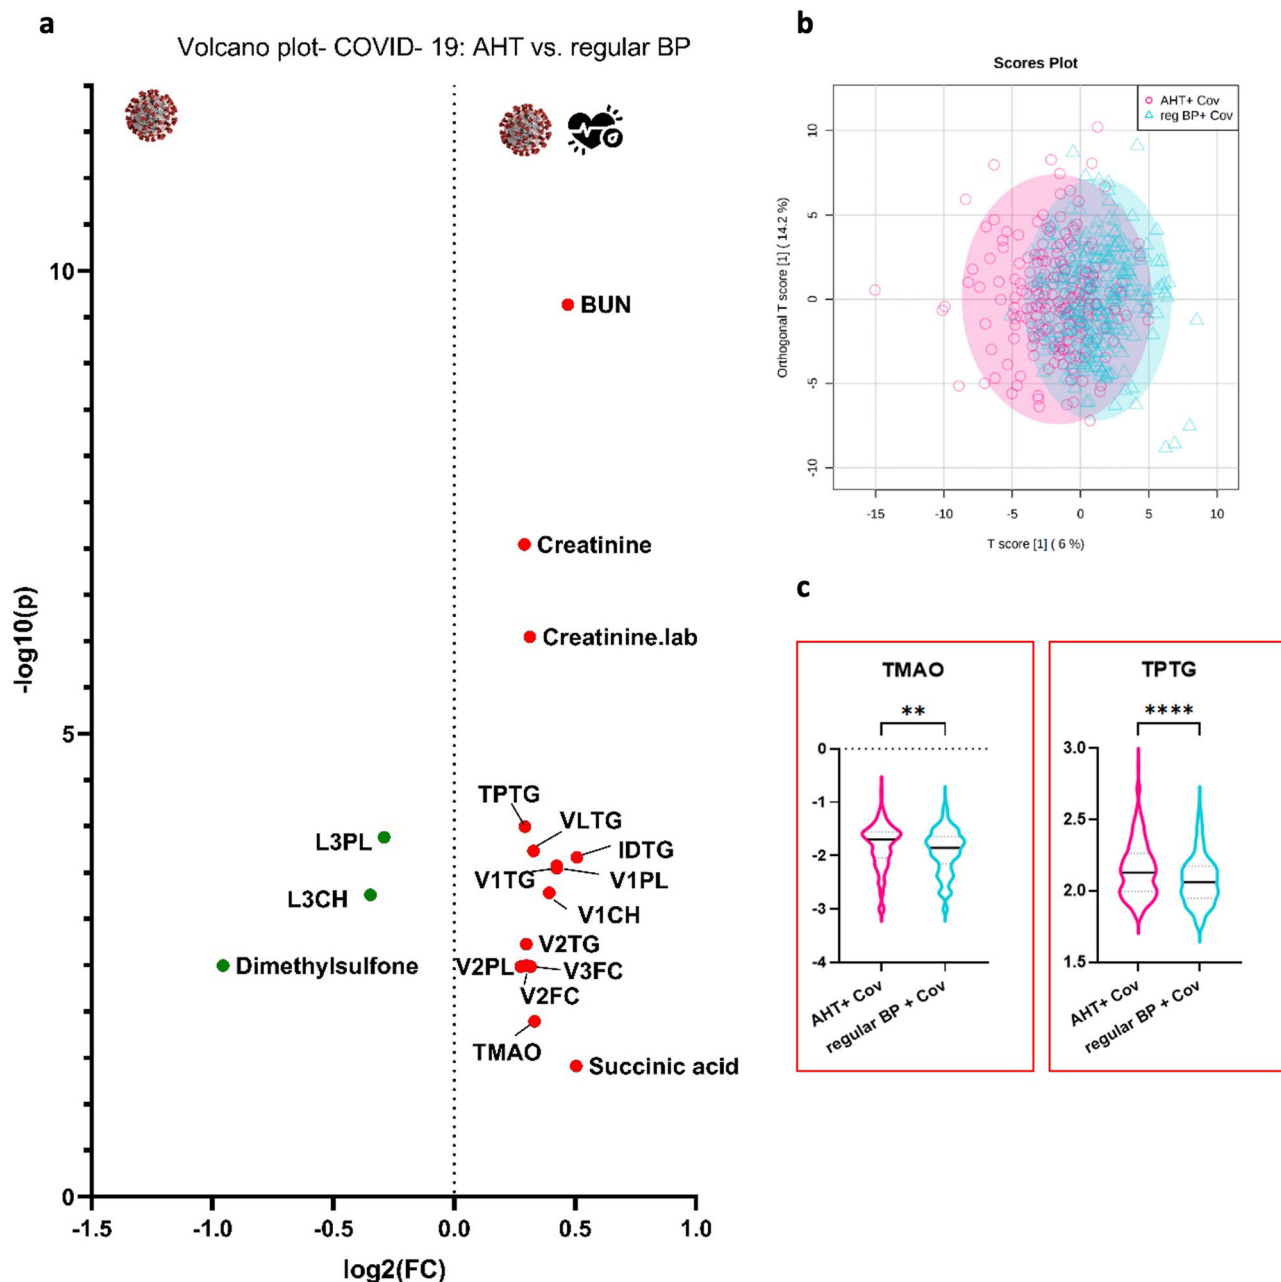 a
Volcano plot- COVID- 19: AHT vs. regular BP
10
BUN
Creatinine
Creatinine.lab
-log10(p)
5
TPTG
VLTG
L3PL
IDTG
V1TG
V1PL
L3CH
V1CH
V2TG
Dimethylsulfone
V2PL
V3FC
V2FC
TMAO
Succinic acid
0
-1.5 -1.0 -0.5 0.0 0.5 1.0
log2(FC)
b
Scores Plot
AHT+ Cov
reg BP+ Cov
Orthogonal T score [1] ( 14.2 %)
10
5
0
-5
-10
-15 -10 -5 0 5 10
T score [1] ( 6 %)
c
TMAO
**
0
-1
-2
-3
-4
AHT+ Cov
regular BP + Cov
TPTG
****
3.0
2.5
2.0
1.5
AHT+ Cov
regular BP + Cov